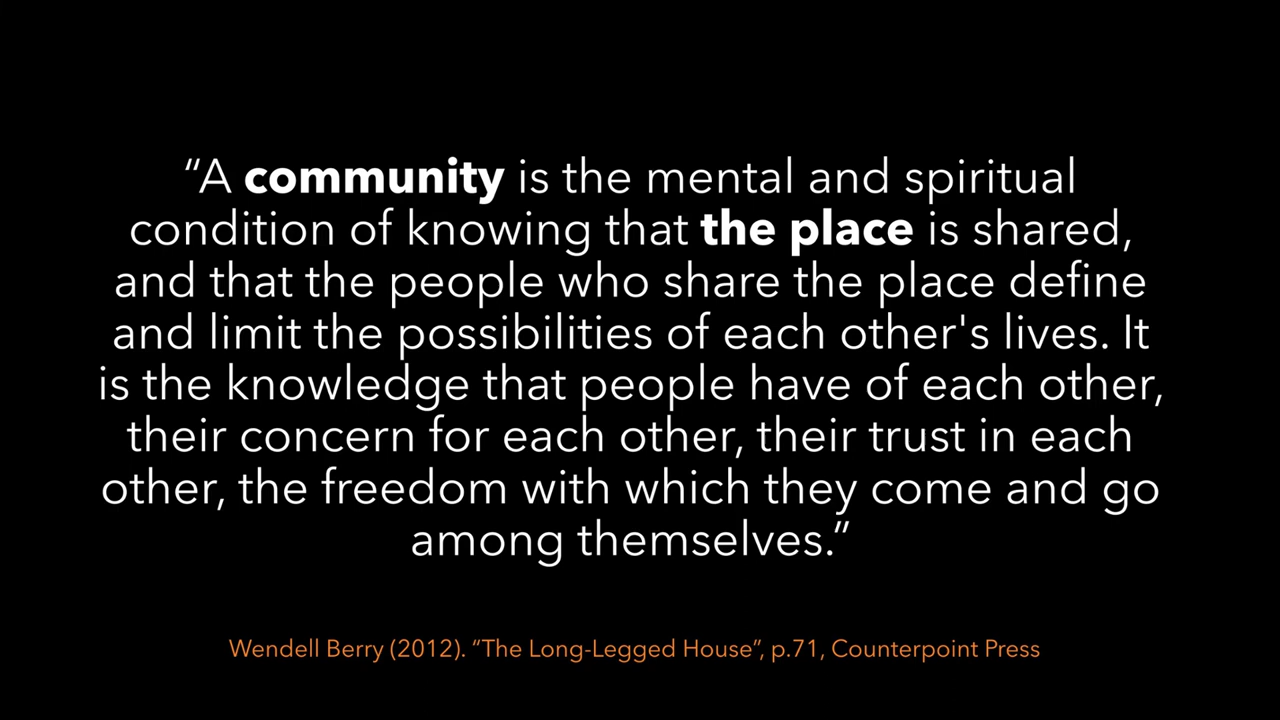 “A community is the mental and spiritual
condition of knowing that the place is shared,
and that the people who share the place define
and limit the possibilities of each other's lives. It
is the knowledge that people have of each other,
their concern for each other, their trust in each
other, the freedom with which they come and go
among themselves.”
Wendell Berry (2012). “The Long-Legged House”, p.71, Counterpoint Press